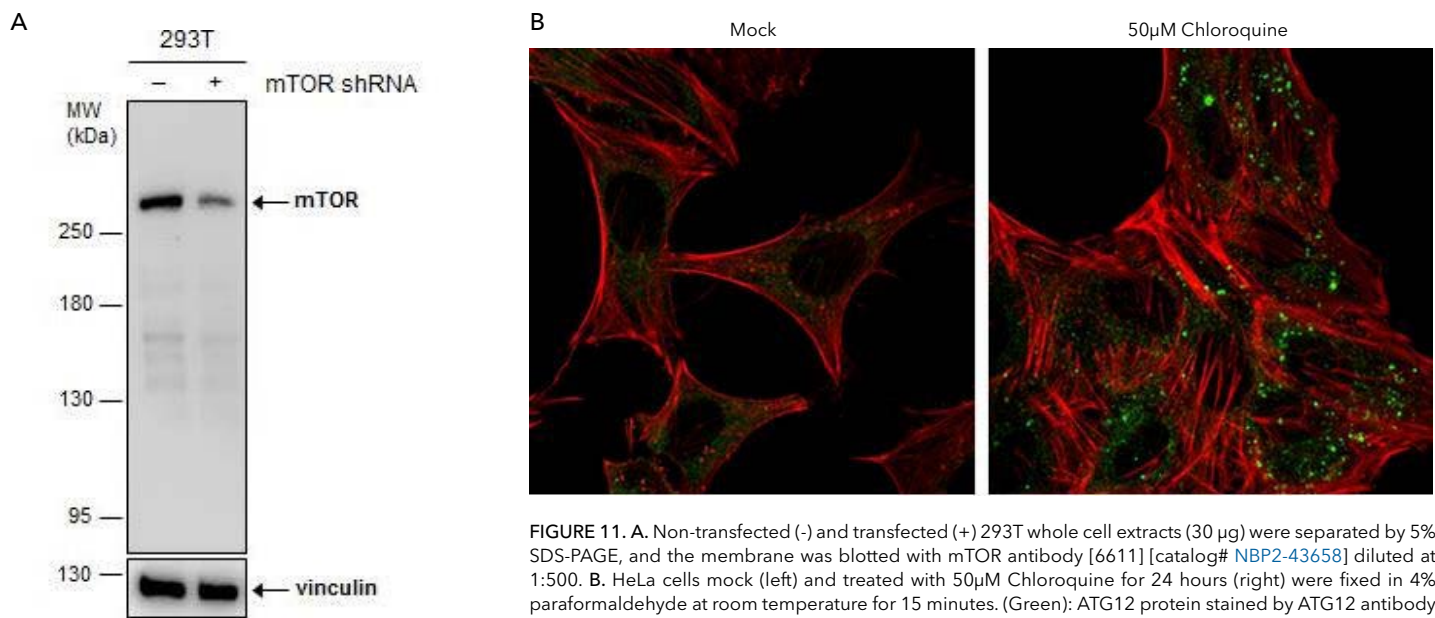 A
293T
– + mTOR shRNA
MW
(kDa)
mTOR
250
180
130
95
130
vinculin
B
Mock 50µM Chloroquine
FIGURE 11. A. Non-transfected (-) and transfected (+) 293T whole cell extracts (30 µg) were separated by 5%
SDS-PAGE, and the membrane was blotted with mTOR antibody [6611] [catalog# NBP2-43658] diluted at
1:500. B. HeLa cells mock (left) and treated with 50µM Chloroquine for 24 hours (right) were fixed in 4%
paraformaldehyde at room temperature for 15 minutes. (Green): ATG12 protein stained by ATG12 antibody